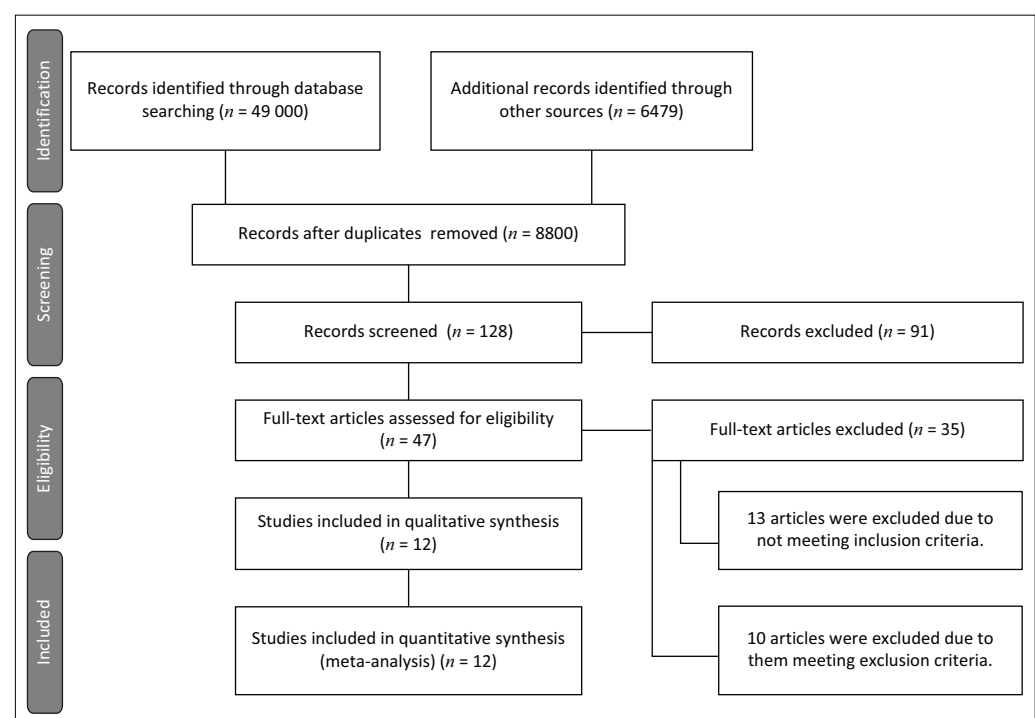 Identification
Records identified through database
searching (n = 49 000)
Additional records identified through
other sources (n = 6479)
Screening
Records after duplicates removed (n = 8800)
Records screened (n = 128)
Records excluded (n = 91)
Eligibility
Full-text articles assessed for eligibility
(n = 47)
Full-text articles excluded (n = 35)
Studies included in qualitative synthesis
(n = 12)
13 articles were excluded due to
not meeting inclusion criteria.
Included
Studies included in quantitative synthesis
(meta-analysis) (n = 12)
10 articles were excluded due to
them meeting exclusion criteria.